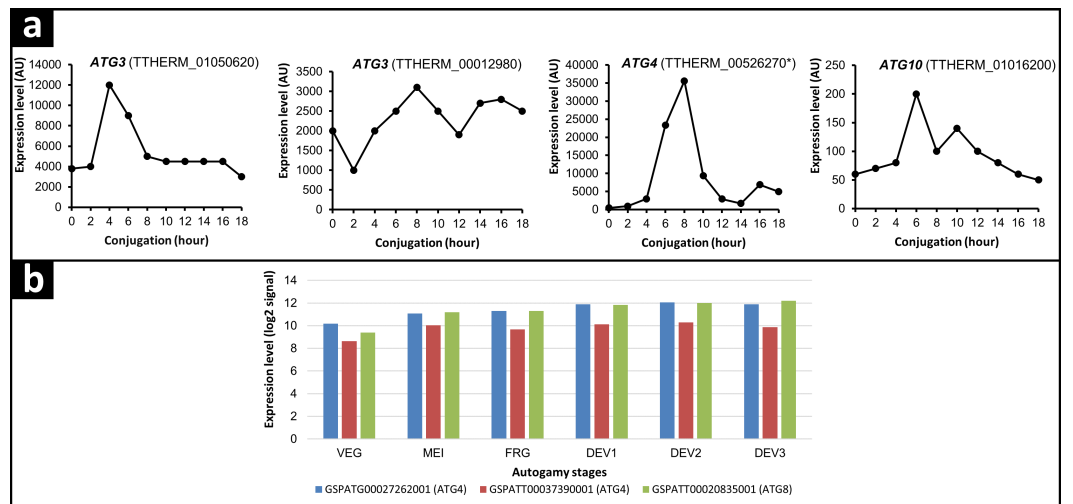 a
ATG3 (TTHERM_01050620)
Expression level (AU)
14000
12000
10000
8000
6000
4000
2000
0
0 2 4 6 8 10 12 14 16 18
Conjugation (hour)
ATG3 (TTHERM_00012980)
Expression level (AU)
3500
3000
2500
2000
1500
1000
500
0
0 2 4 6 8 10 12 14 16 18
Conjugation (hour)
ATG4 (TTHERM_00526270*)
Expression level (AU)
40000
35000
30000
25000
20000
15000
10000
5000
0
0 2 4 6 8 10 12 14 16 18
Conjugation (hour)
ATG10 (TTHERM_01016200)
Expression level (AU)
250
200
150
100
50
0
0 2 4 6 8 10 12 14 16 18
Conjugation (hour)
b
Expression level (log2 signal)
14
12
10
8
6
4
2
0
VEG MEI FRG DEV1 DEV2 DEV3
Autogamy stages
GSPATG00027262001 (ATG4) GSPATT00037390001 (ATG4) GSPATT00020835001 (ATG8)